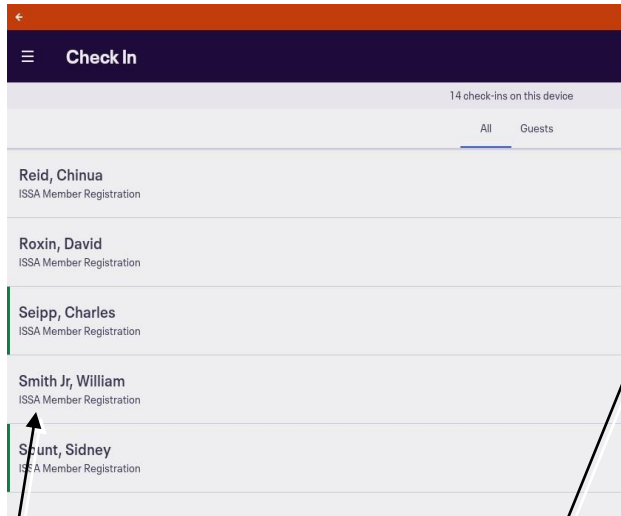 Check In
14 check-ins on this device
All Guests
Reid, Chinua
ISSA Member Registration
Roxin, David
ISSA Member Registration
Seipp, Charles
ISSA Member Registration
Smith Jr, William
ISSA Member Registration
Sidney
ISSA Member Registration